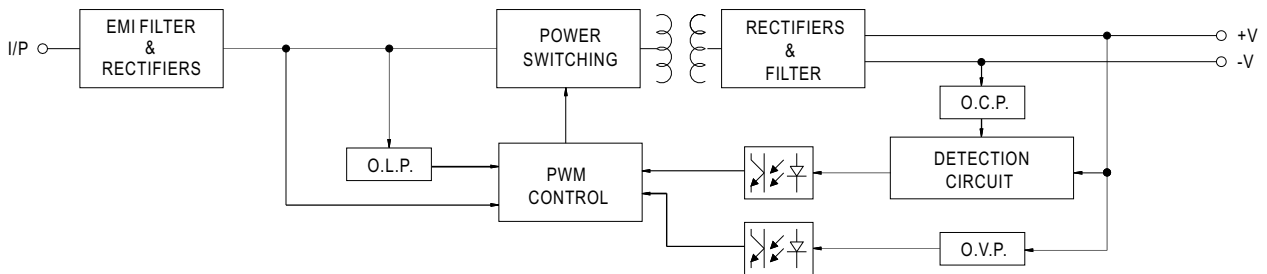 I/P
EMI FILTER
&
RECTIFIERS
POWER
SWITCHING
RECTIFIERS
&
FILTER
+V
-V
O.C.P.
O.L.P.
PWM
CONTROL
DETECTION
CIRCUIT
O.V.P.